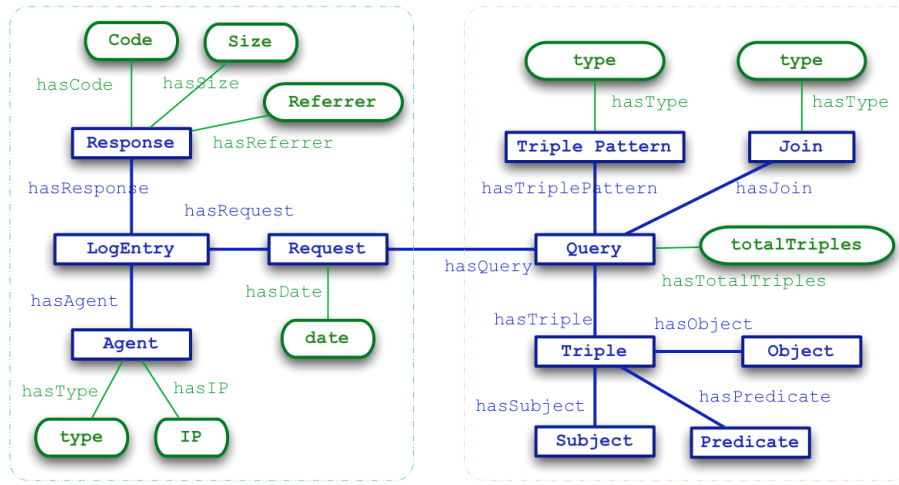 Code
Size
hasCode
hasSize
Referrer
Response
hasReferrer
hasResponse
hasRequest
LogEntry
Request
hasAgent
hasDate
Agent
date
hasType
hasIP
type
IP
type
type
hasType
hasType
Triple Pattern
Join
hasTriplePattern
hasJoin
Query
totalTriples
hasQuery
hasTotalTriples
hasTriple
hasObject
Triple
Object
hasSubject
hasPredicate
Subject
Predicate